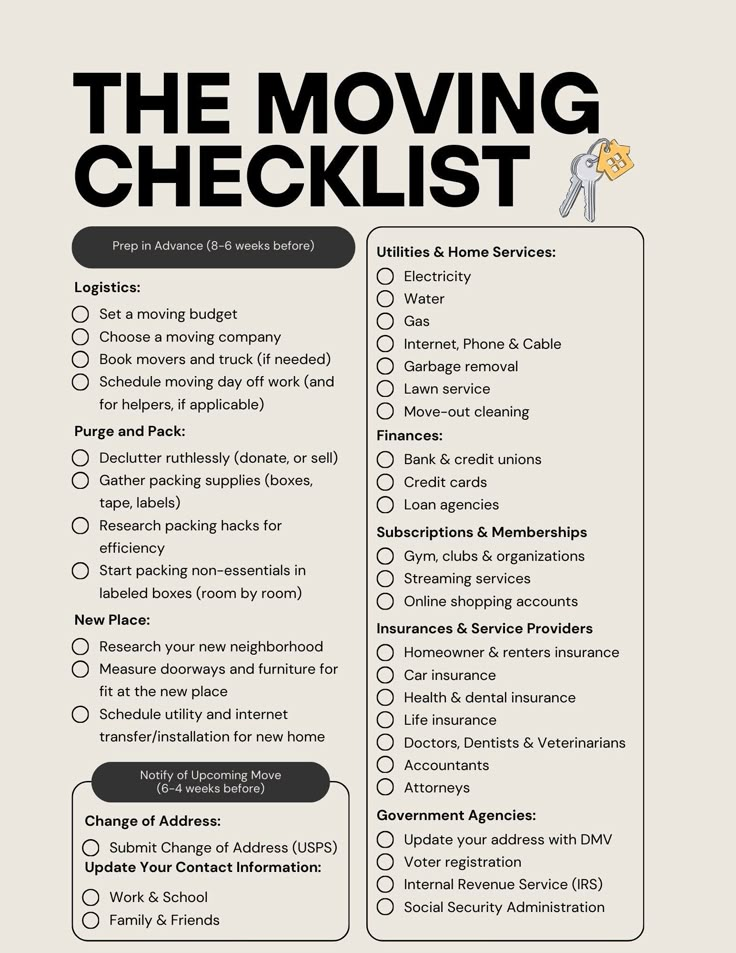 THE MOVING
CHECKLIST
Prep in Advance (8-6 weeks before)
Logistics:
Set a moving budget
Choose a moving company
Book movers and truck (if needed)
Schedule moving day off work (and
for helpers, if applicable)
Purge and Pack:
Declutter ruthlessly (donate, or sell)
Gather packing supplies (boxes,
tape, labels)
Research packing hacks for
efficiency
Start packing non-essentials in
labeled boxes (room by room)
New Place:
Research your new neighborhood
Measure doorways and furniture for
fit at the new place
Schedule utility and internet
transfer/installation for new home
Notify of Upcoming Move
(6-4 weeks before)
Change of Address:
Submit Change of Address (USPS)
Update Your Contact Information:
Work & School
Family & Friends
Utilities & Home Services:
Electricity
Water
Gas
Internet, Phone & Cable
Garbage removal
Lawn service
Move-out cleaning
Finances:
Bank & credit unions
Credit cards
Loan agencies
Subscriptions & Memberships
Gym, clubs & organizations
Streaming services
Online shopping accounts
Insurances & Service Providers
Homeowner & renters insurance
Car insurance
Health & dental insurance
Life insurance
Doctors, Dentists & Veterinarians
Accountants
Attorneys
Government Agencies:
Update your address with DMV
Voter registration
Internal Revenue Service (IRS)
Social Security Administration